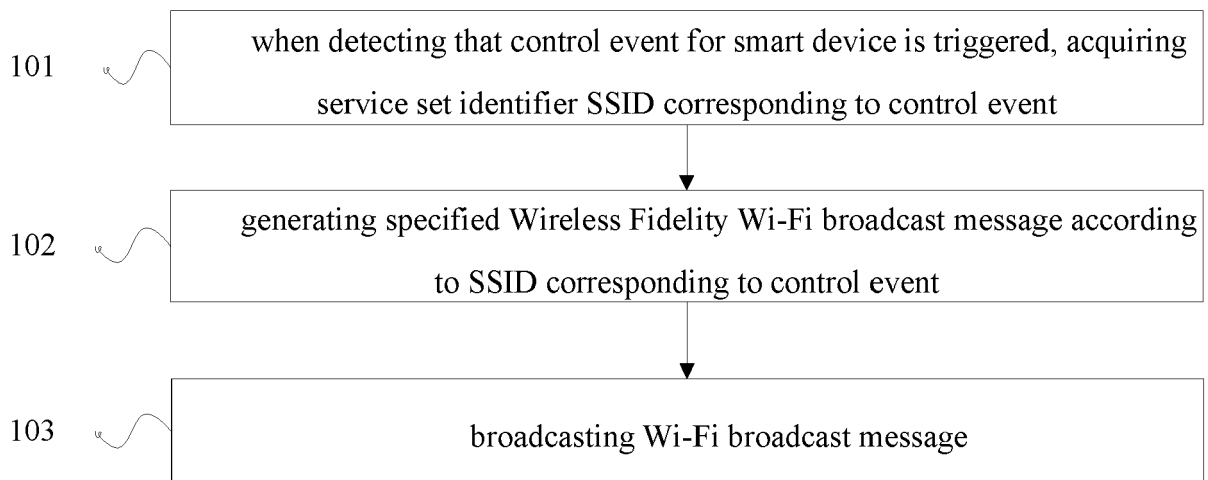 101
when detecting that control event for smart device is triggered, acquiring
service set identifier SSID corresponding to control event
102
generating specified Wireless Fidelity Wi-Fi broadcast message according
to SSID corresponding to control event
103
broadcasting Wi-Fi broadcast message